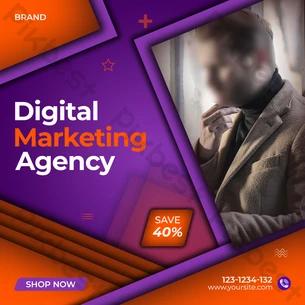 BRAND
Digital
Marketing
Agency
SAVE
40%
SHOP NOW
123-1234-132
www.yoursite.com